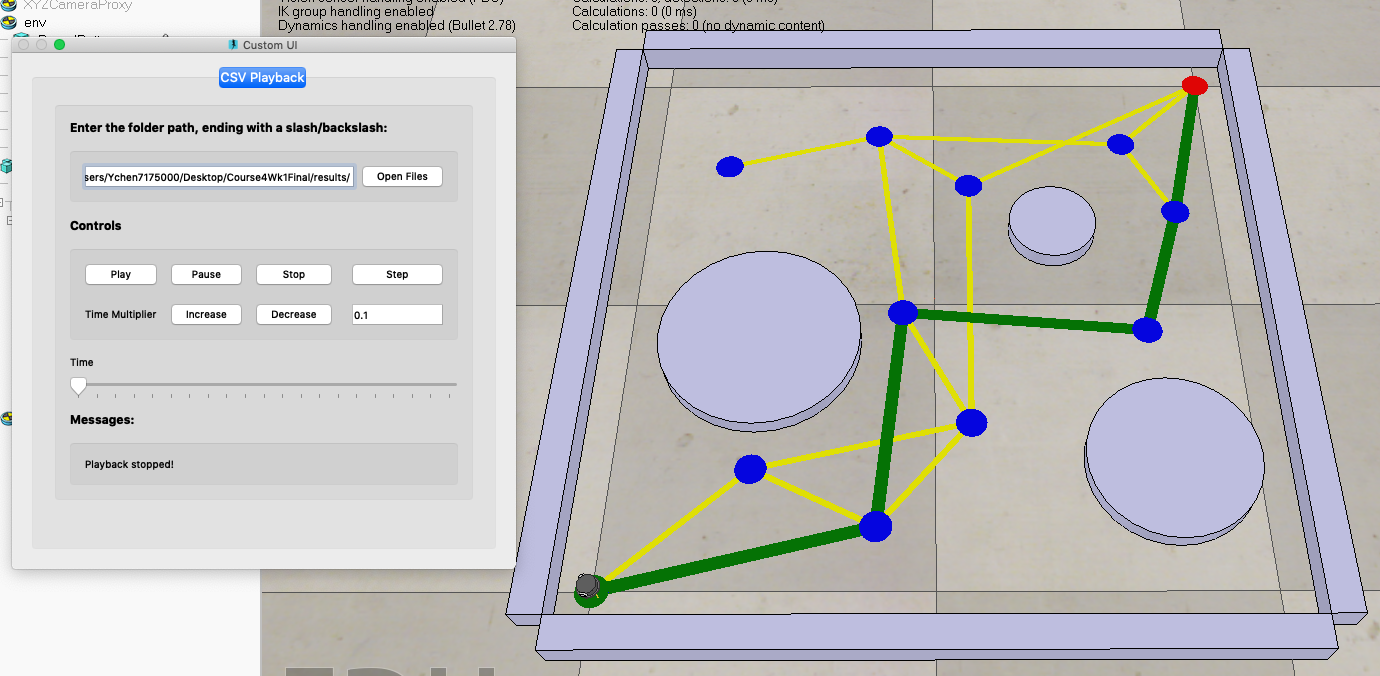 XYZCameraProxy
env
IK group handling enabled
Calculations: 0 (0 ms)
Dynamics handling enabled (Bullet 2.78)
Calculation passes: 0 (no dynamic content)
Custom UI
CSV Playback
Enter the folder path, ending with a slash/backslash:
sers/Ychen7175000/Desktop/Course4Wk1Final/results/
Open Files
Controls
Play
Pause
Stop
Step
Time Multiplier
Increase
Decrease
0.1
Time
Messages:
Playback stopped!